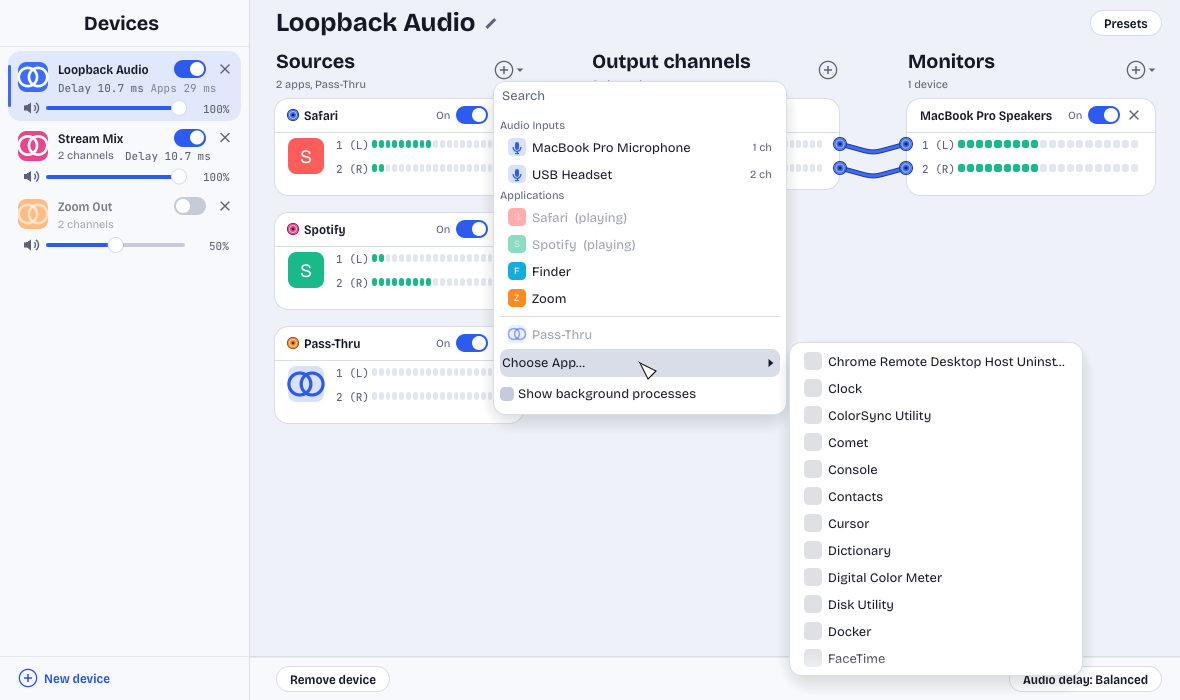 Devices
Loopback Audio
Delay 10.7 ms Apps 29 ms
100%
Stream Mix
2 channels Delay 10.7 ms
100%
Zoom Out
2 channels
50%
New device
Loopback Audio
Presets
Sources
2 apps, Pass-Thru
Output channels
Monitors
1 device
Safari
On
S
1 (L)
2 (R)
Spotify
On
S
1 (L)
2 (R)
Pass-Thru
On
1 (L)
2 (R)
Search
Audio Inputs
MacBook Pro Microphone 1 ch
USB Headset 2 ch
Applications
S Safari (playing)
S Spotify (playing)
F Finder
Z Zoom
Pass-Thru
Choose App...
Show background processes
MacBook Pro Speakers
On
1 (L)
2 (R)
Chrome Remote Desktop Host Uninst...
Clock
ColorSync Utility
Comet
Console
Contacts
Cursor
Dictionary
Digital Color Meter
Disk Utility
Docker
FaceTime
Remove device
Audio delay: Balanced